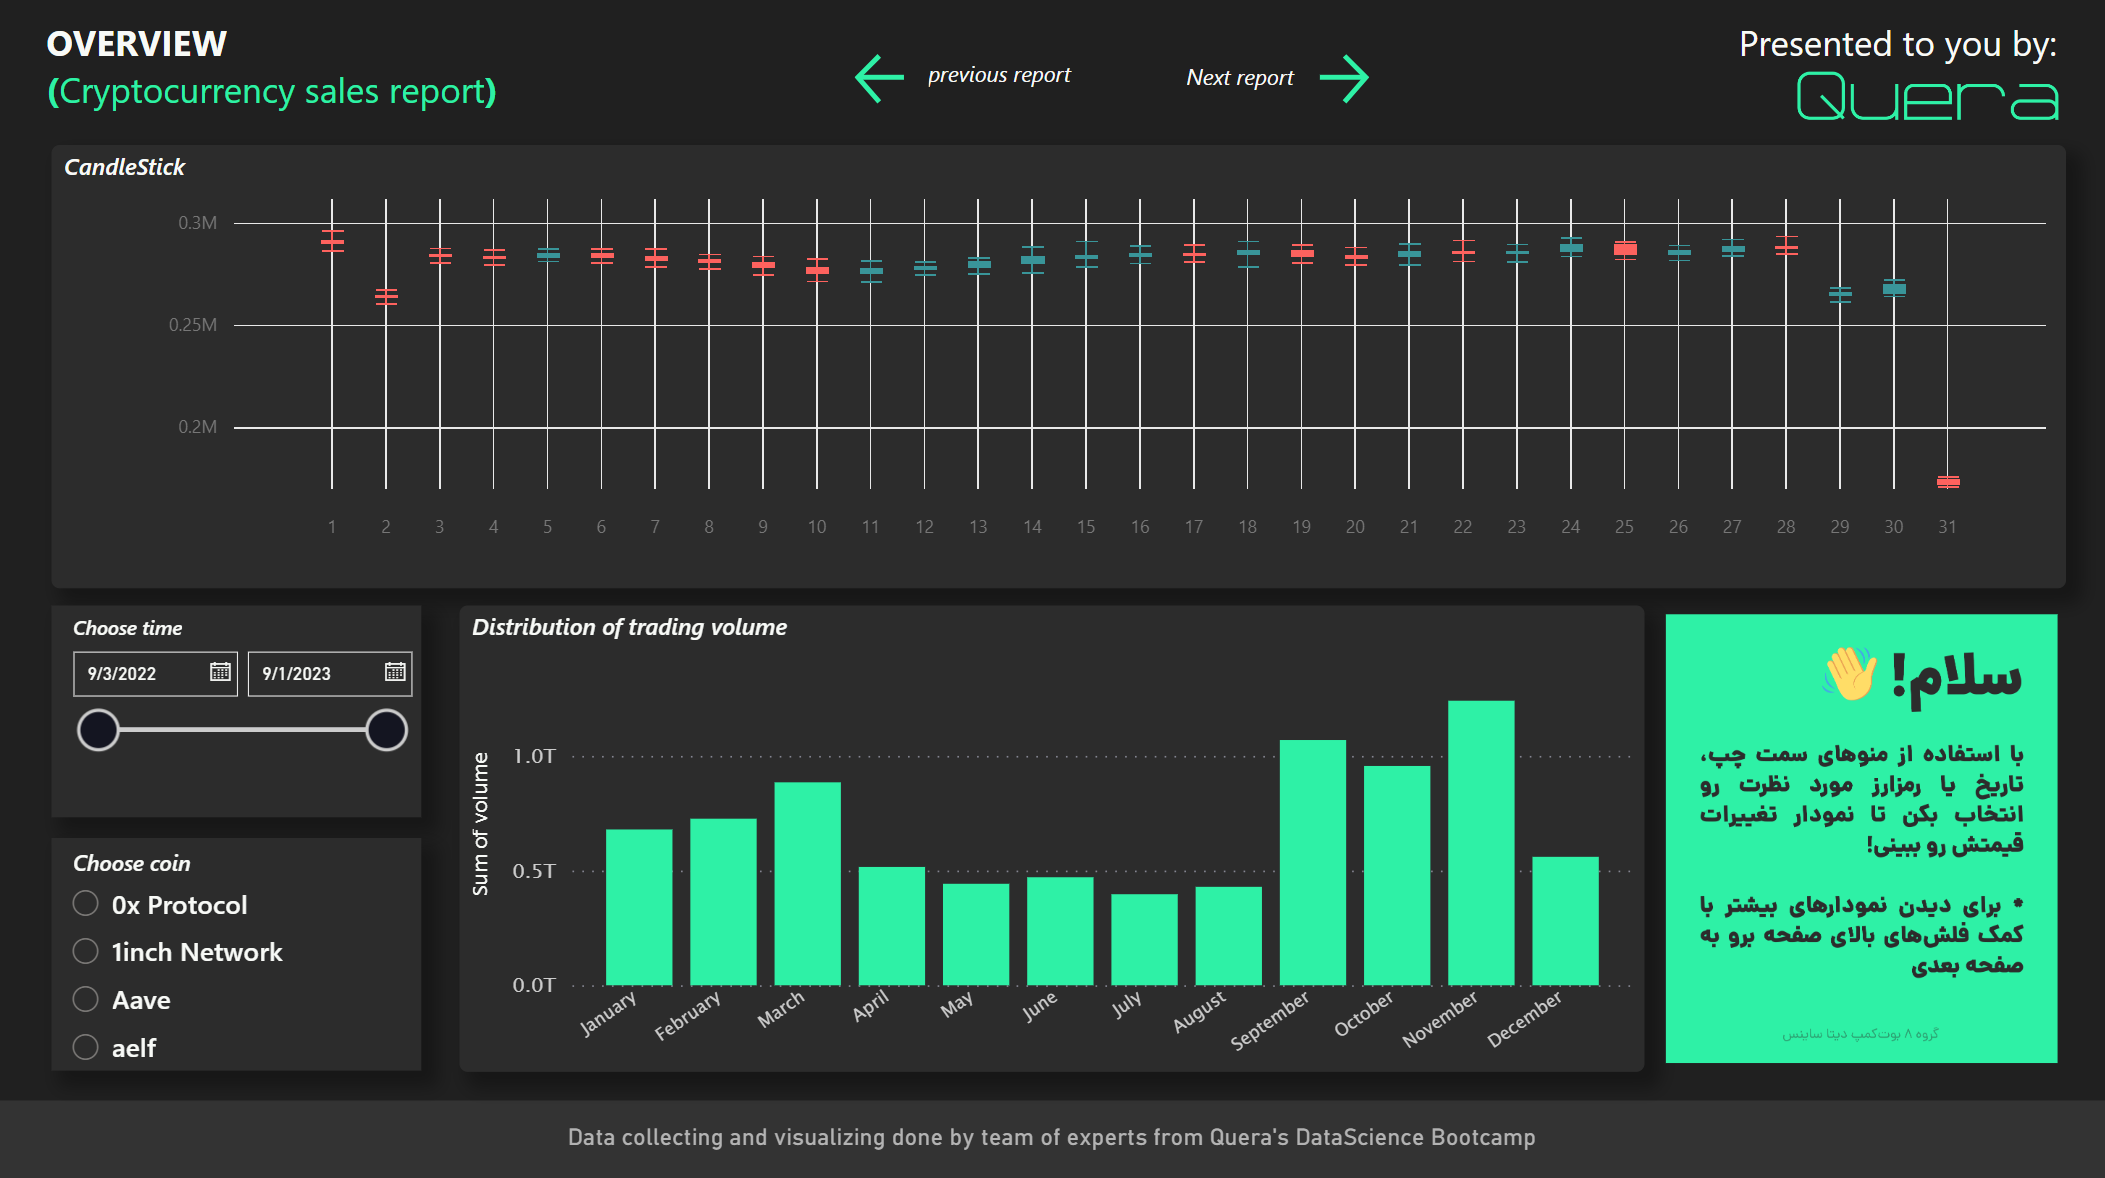 OVERVIEW
(Cryptocurrency sales report)
previous report
Next report
Presented to you by:
Quera
CandleStick
0.3M
0.25M
0.2M
1 2 3 4 5 6 7 8 9 10 11 12 13 14 15 16 17 18 19 20 21 22 23 24 25 26 27 28 29 30 31
Choose time
9/3/2022
9/1/2023
Choose coin
0x Protocol
1inch Network
Aave
aelf
Distribution of trading volume
Sum of volume
1.0T
0.5T
0.0T
January February March April May June July August September October November December
سلام! 👋
با استفاده از منوهای سمت چپ،
تاریخ یا رمزارز مورد نظرت رو
انتخاب بکن تا نمودار تغییرات
قیمتش رو ببینی!
* برای دیدن نمودارهای بیشتر با
کمک فلش‌های بالای صفحه برو به
صفحه بعدی
گروه ۸ بوت‌کمپ دیتا ساینس
Data collecting and visualizing done by team of experts from Quera's DataScience Bootcamp